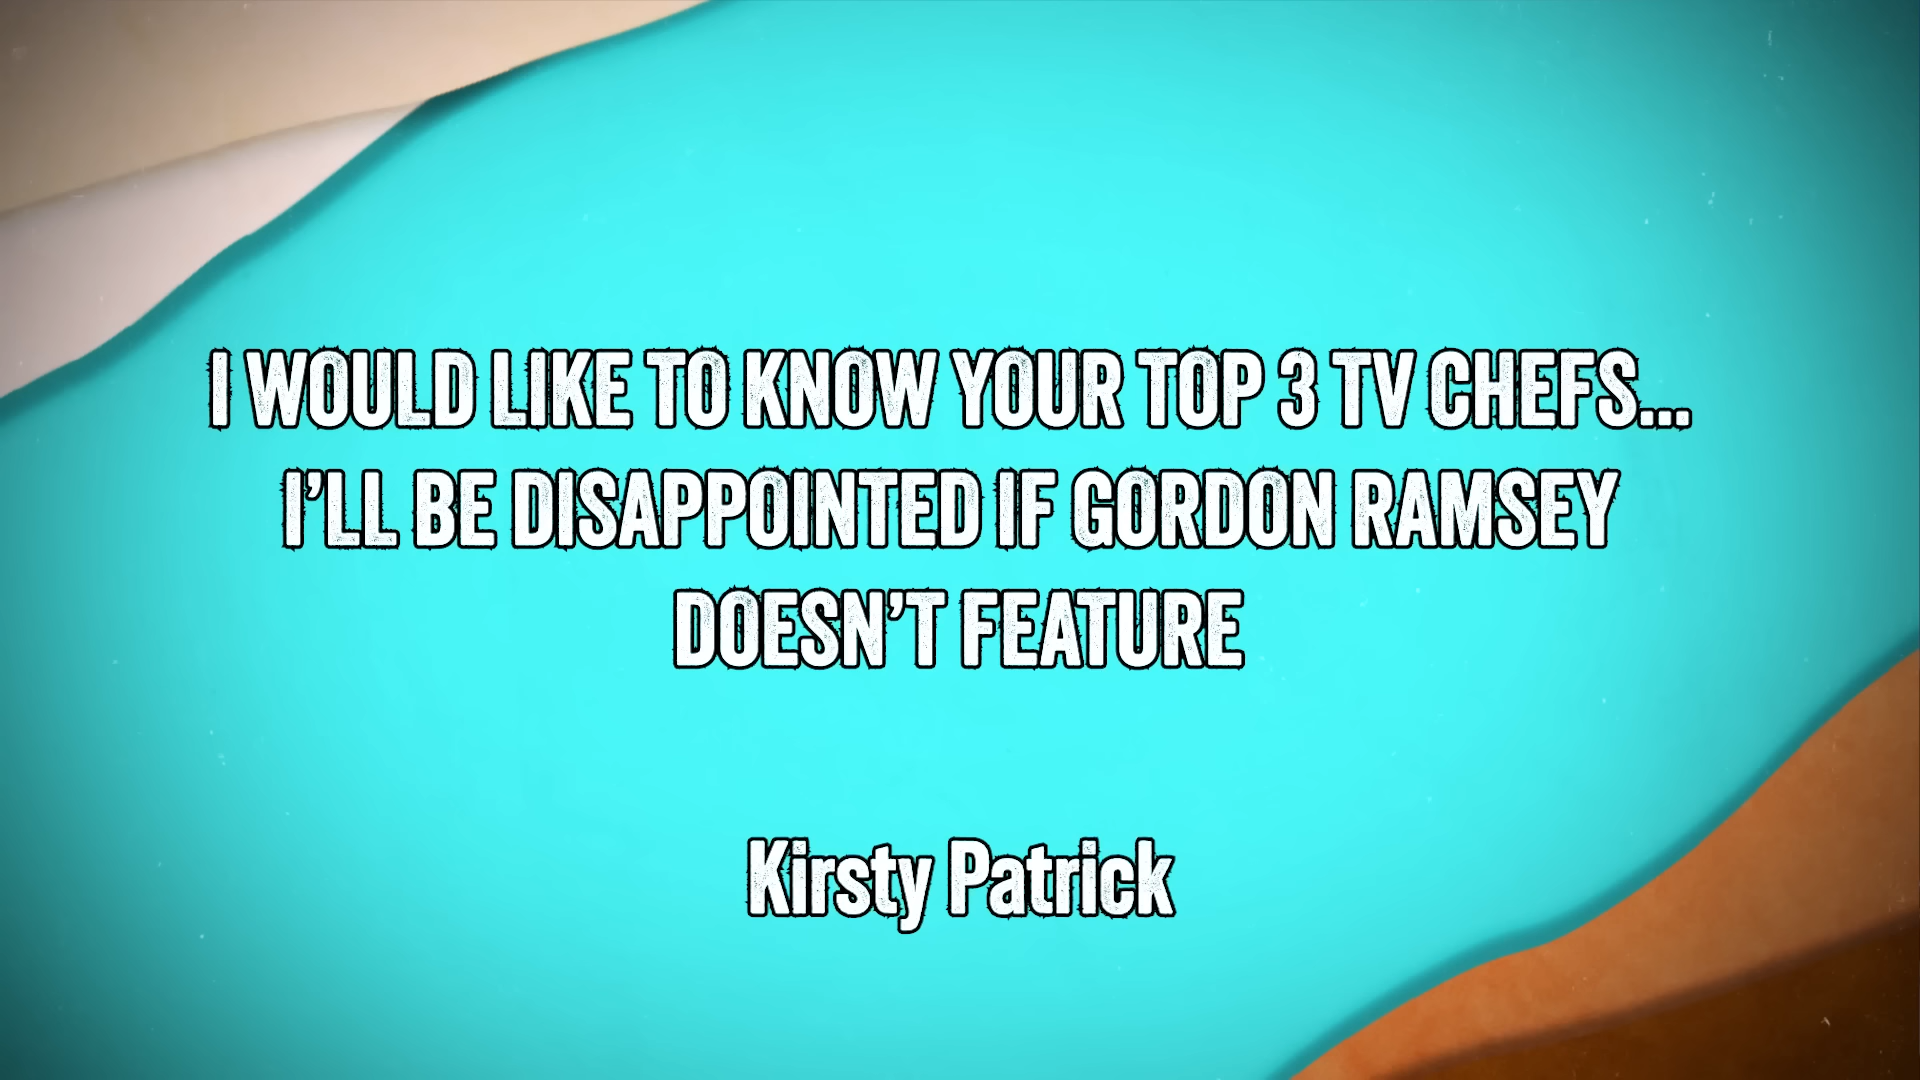 I WOULD LIKE TO KNOW YOUR TOP 3 TV CHEFS...
I'LL BE DISAPPOINTED IF GORDON RAMSEY
DOESN'T FEATURE
Kirsty Patrick